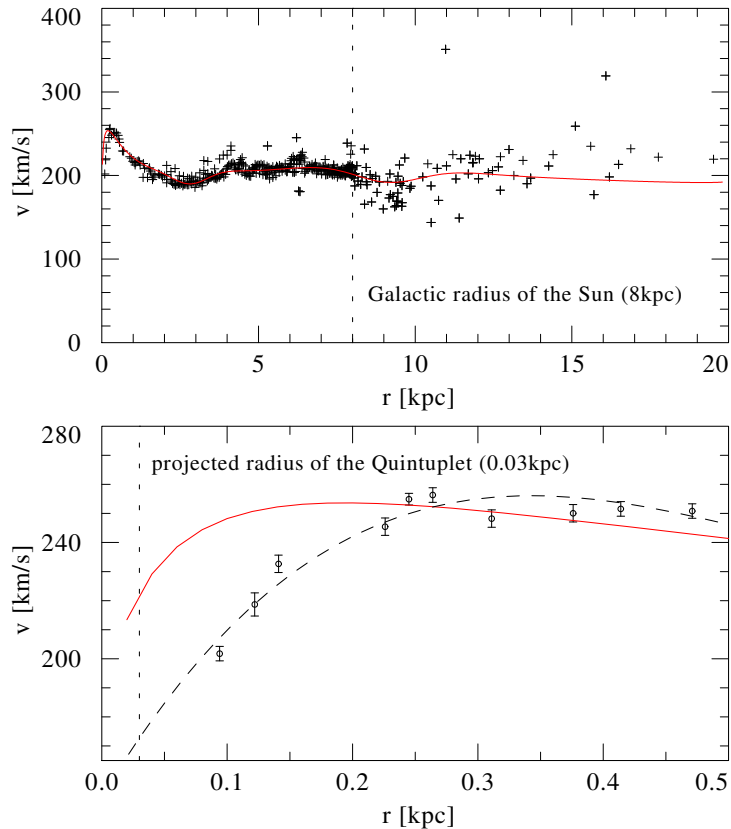 400
300
200
100
0
v [km/s]
Galactic radius of the Sun (8kpc)
0 5 10 15 20
r [kpc]
280
240
200
v [km/s]
projected radius of the Quintuplet (0.03kpc)
0.0 0.1 0.2 0.3 0.4 0.5
r [kpc]